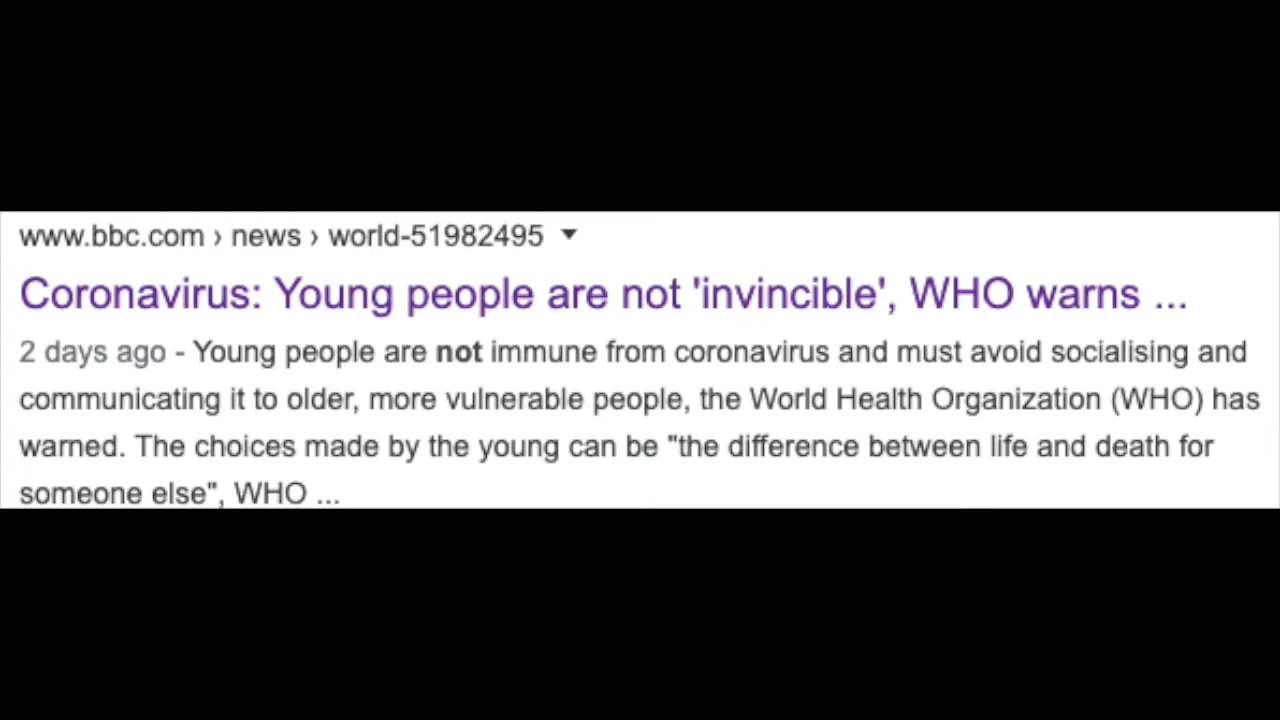 www.bbc.com › news › world-51982495
Coronavirus: Young people are not 'invincible', WHO warns ...
2 days ago - Young people are not immune from coronavirus and must avoid socialising and
communicating it to older, more vulnerable people, the World Health Organization (WHO) has
warned. The choices made by the young can be "the difference between life and death for
someone else", WHO ...